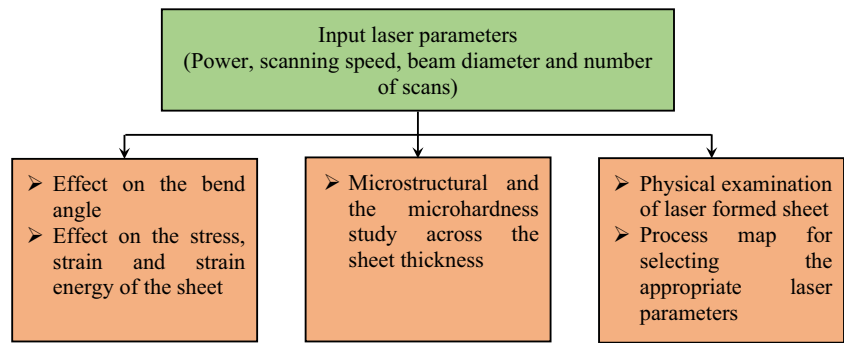 Input laser parameters
(Power, scanning speed, beam diameter and number
of scans)
➢ Effect on the bend
angle
➢ Effect on the stress,
strain and strain
energy of the sheet
➢ Microstructural and
the microhardness
study across the
sheet thickness
➢ Physical examination
of laser formed sheet
➢ Process map for
selecting the
appropriate laser
parameters